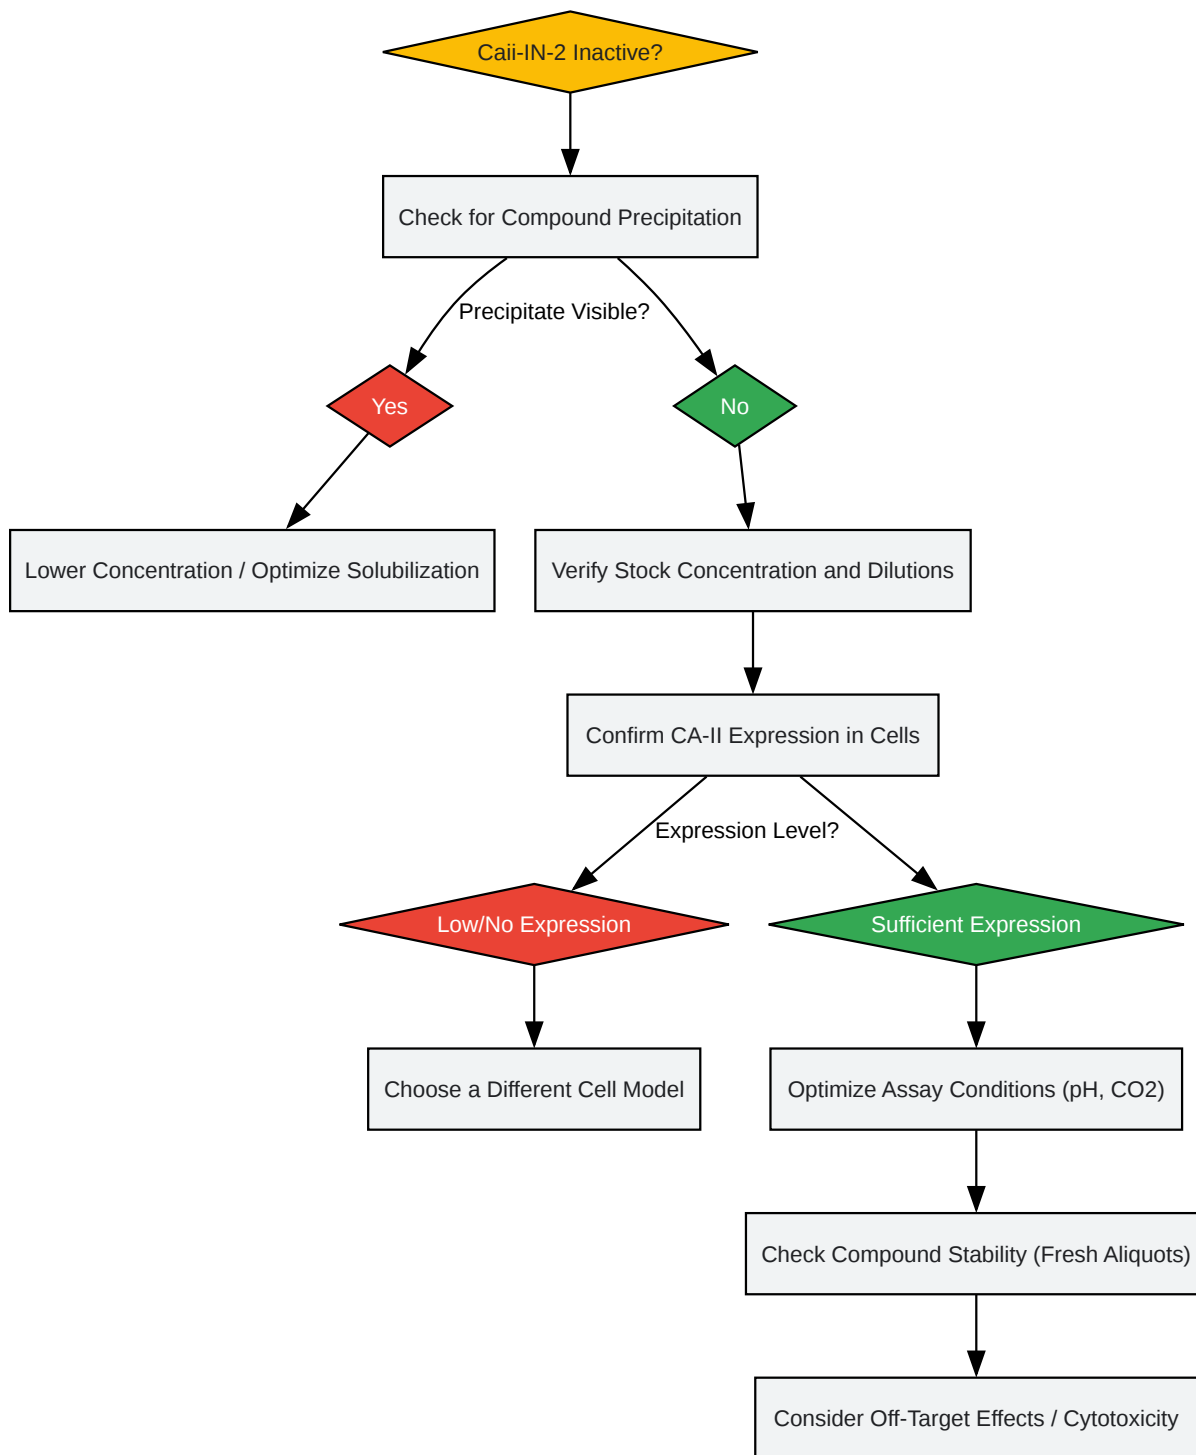 Caii-IN-2 Inactive?
Check for Compound Precipitation
Precipitate Visible?
Yes
No
Lower Concentration / Optimize Solubilization
Verify Stock Concentration and Dilutions
Confirm CA-II Expression in Cells
Expression Level?
Low/No Expression
Sufficient Expression
Choose a Different Cell Model
Optimize Assay Conditions (pH, CO2)
Check Compound Stability (Fresh Aliquots)
Consider Off-Target Effects / Cytotoxicity